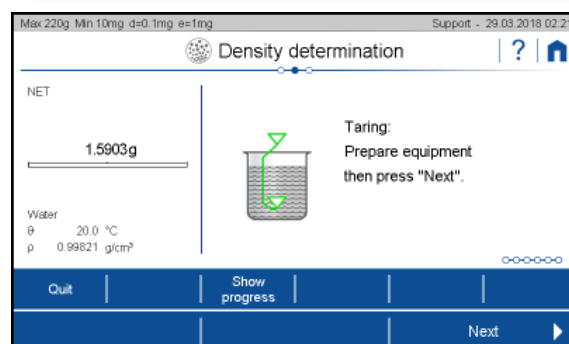 Max 220g Min 10mg d=0.1mg e=1mg Support - 29.03.2018 02:21
Density determination
?
NET
1.5903g
Taring:
Prepare equipment
then press "Next".
Water
θ 20.0 °C
ρ 0.99821 g/cm³
Quit
Show
progress
Next